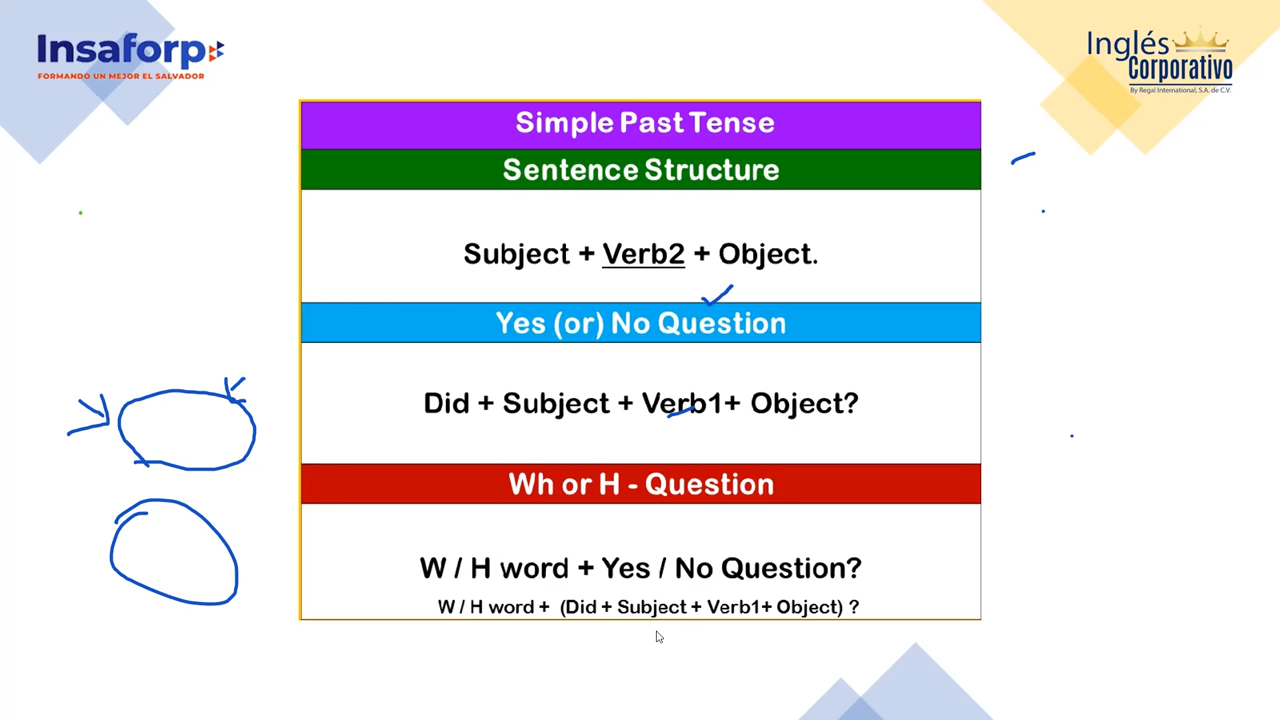 Insaforp
FORMANDO UN MEJOR EL SALVADOR
Inglés
Corporativo
By Regal International, S.A. de C.V.
Simple Past Tense
Sentence Structure
Subject + Verb2 + Object.
Yes (or) No Question
Did + Subject + Verb1+ Object?
Wh or H - Question
W / H word + Yes / No Question?
W / H word + (Did + Subject + Verb1+ Object) ?